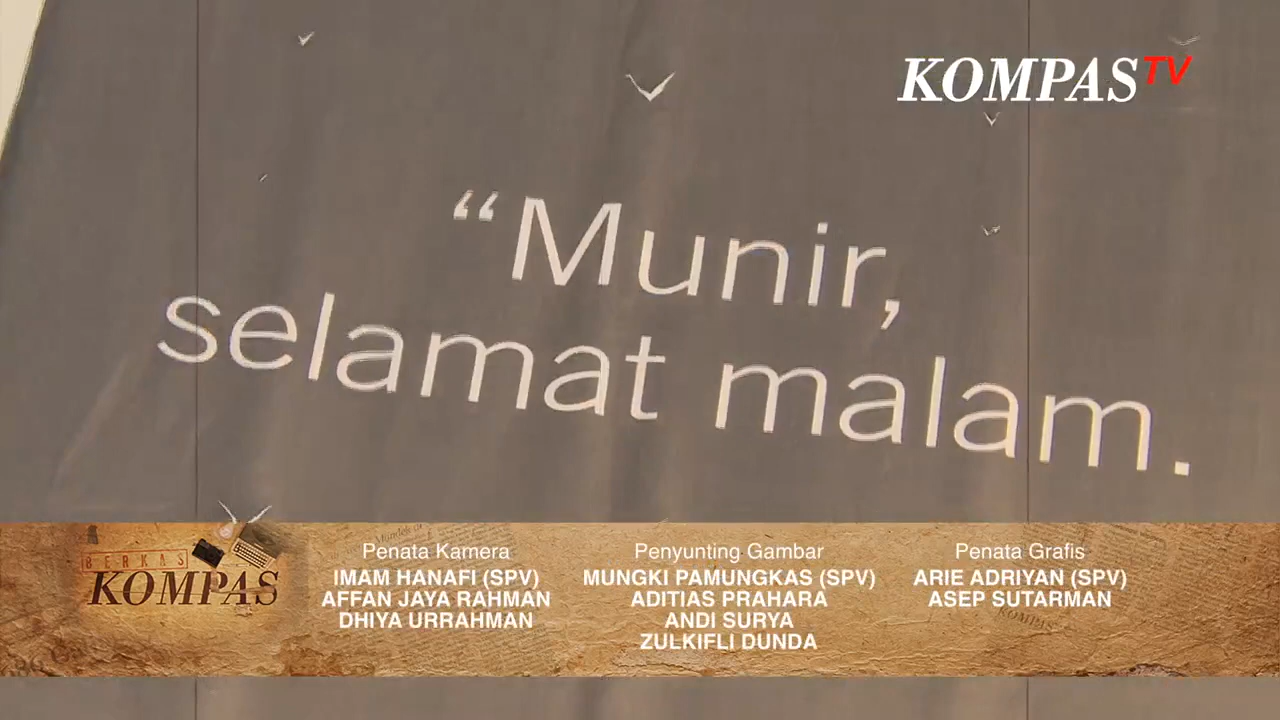 KOMPASTV
“Munir,
selamat malam.
BERKAS
KOMPAS
Penata Kamera
IMAM HANAFI (SPV)
AFFAN JAYA RAHMAN
DHIYA URRAHMAN
Penyunting Gambar
MUNGKI PAMUNGKAS (SPV)
ADITIAS PRAHARA
ANDI SURYA
ZULKIFLI DUNDA
Penata Grafis
ARIE ADRIYAN (SPV)
ASEP SUTARMAN